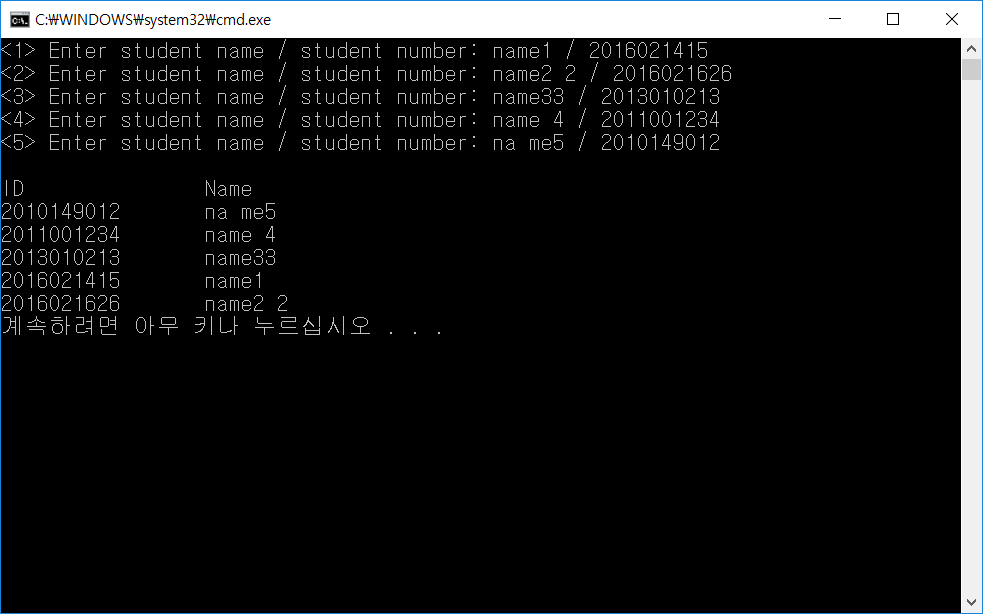 C:₩WINDOWS₩system32₩cmd.exe
<1> Enter student name / student number: name1 / 2016021415
<2> Enter student name / student number: name2 2 / 2016021626
<3> Enter student name / student number: name33 / 2013010213
<4> Enter student name / student number: name 4 / 2011001234
<5> Enter student name / student number: na me5 / 2010149012
ID Name
2010149012 na me5
2011001234 name 4
2013010213 name33
2016021415 name1
2016021626 name2 2
계속하려면 아무 키나 누르십시오 . . .